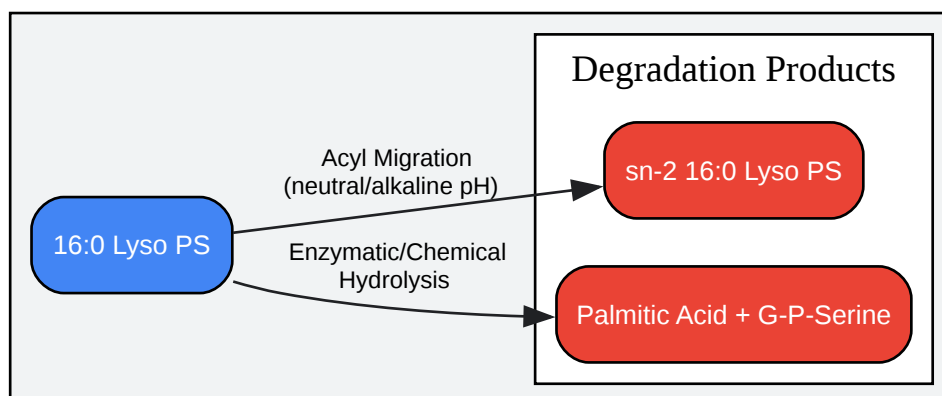 Degradation Products
Acyl Migration
(neutral/alkaline pH)
sn-2 16:0 Lyso PS
16:0 Lyso PS
Enzymatic/Chemical
Hydrolysis
Palmitic Acid + G-P-Serine